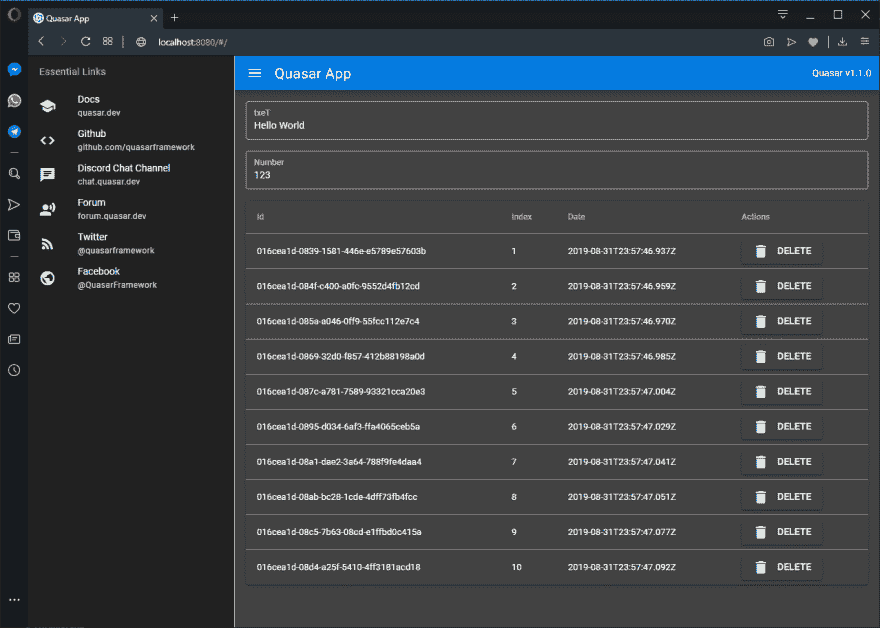 Quasar App
localhost:8080/#/
Essential Links
Docs
quasar.dev
Github
github.com/quasarframework
Discord Chat Channel
chat.quasar.dev
Forum
forum.quasar.dev
Twitter
@quasarframework
Facebook
@QuasarFramework
Quasar App Quasar v1.1.0
txeT
Hello World
Number
123
Id Index Date Actions
016cea1d-0839-1581-446e-e5789e57603b 1 2019-08-31T23:57:46.937Z DELETE
016cea1d-084f-c400-a0fc-9552d4fb12cd 2 2019-08-31T23:57:46.959Z DELETE
016cea1d-085a-a046-0ff9-55fcc112e7c4 3 2019-08-31T23:57:46.970Z DELETE
016cea1d-0869-32d0-f857-412b88198a0d 4 2019-08-31T23:57:46.985Z DELETE
016cea1d-087c-a781-7589-93321cca20e3 5 2019-08-31T23:57:47.004Z DELETE
016cea1d-0895-d034-6af3-ffa4065ceb5a 6 2019-08-31T23:57:47.029Z DELETE
016cea1d-08a1-dae2-3a64-788f9fe4daa4 7 2019-08-31T23:57:47.041Z DELETE
016cea1d-08ab-bc28-1cde-4dff73fb4fcc 8 2019-08-31T23:57:47.051Z DELETE
016cea1d-08c5-7b63-08cd-e1ffbd0c415a 9 2019-08-31T23:57:47.077Z DELETE
016cea1d-08d4-a25f-5410-4ff3181acd18 10 2019-08-31T23:57:47.092Z DELETE